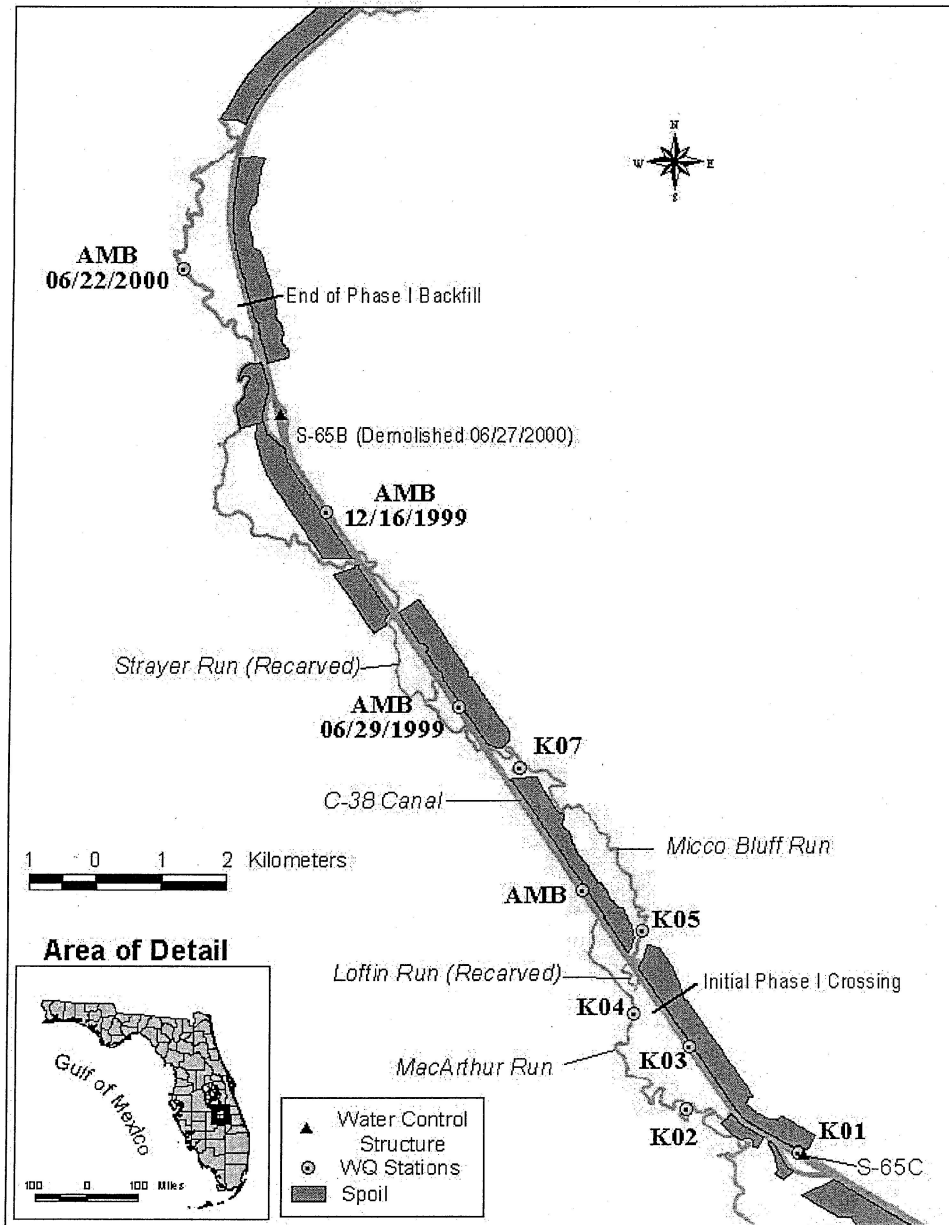 N
W E
S
AMB
06/22/2000
End of Phase I Backfill
S-65B (Demolished 06/27/2000)
AMB
12/16/1999
Strayer Run (Recarved)
AMB
06/29/1999
K07
C-38 Canal
1 0 1 2 Kilometers
Micco Bluff Run
AMB
K05
Area of Detail
Loftin Run (Recarved)
Initial Phase I Crossing
K04
K03
MacArthur Run
Gulf of Mexico
K02
K01
S-65C
Water Control
Structure
WQ Stations
Spoil
100 0 100 Miles